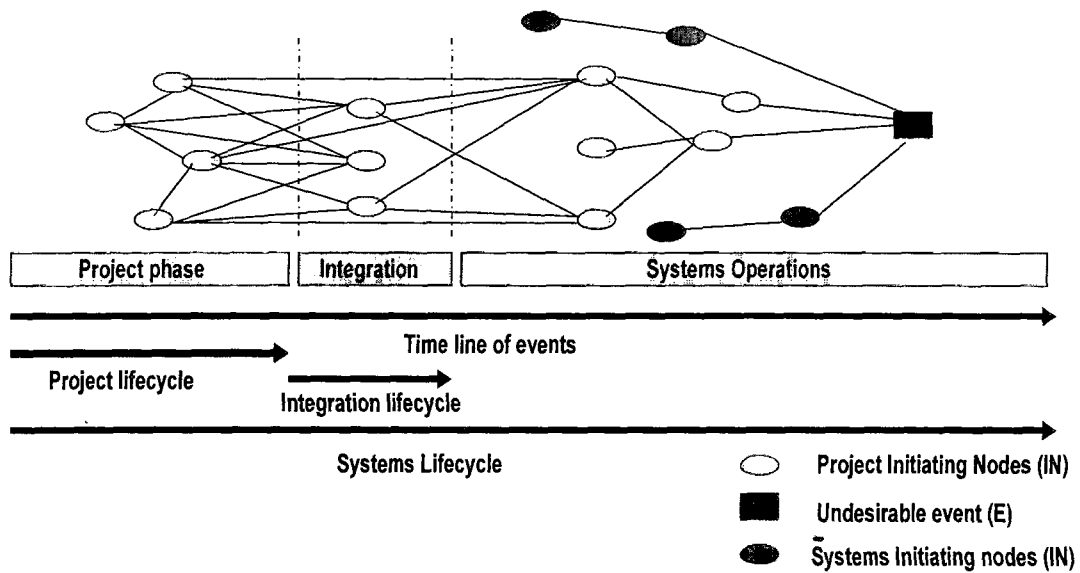 Project phase
Integration
Systems Operations
Time line of events
Project lifecycle
Integration lifecycle
Systems Lifecycle
Project Initiating Nodes (IN)
Undesirable event (E)
Systems Initiating nodes (IN)